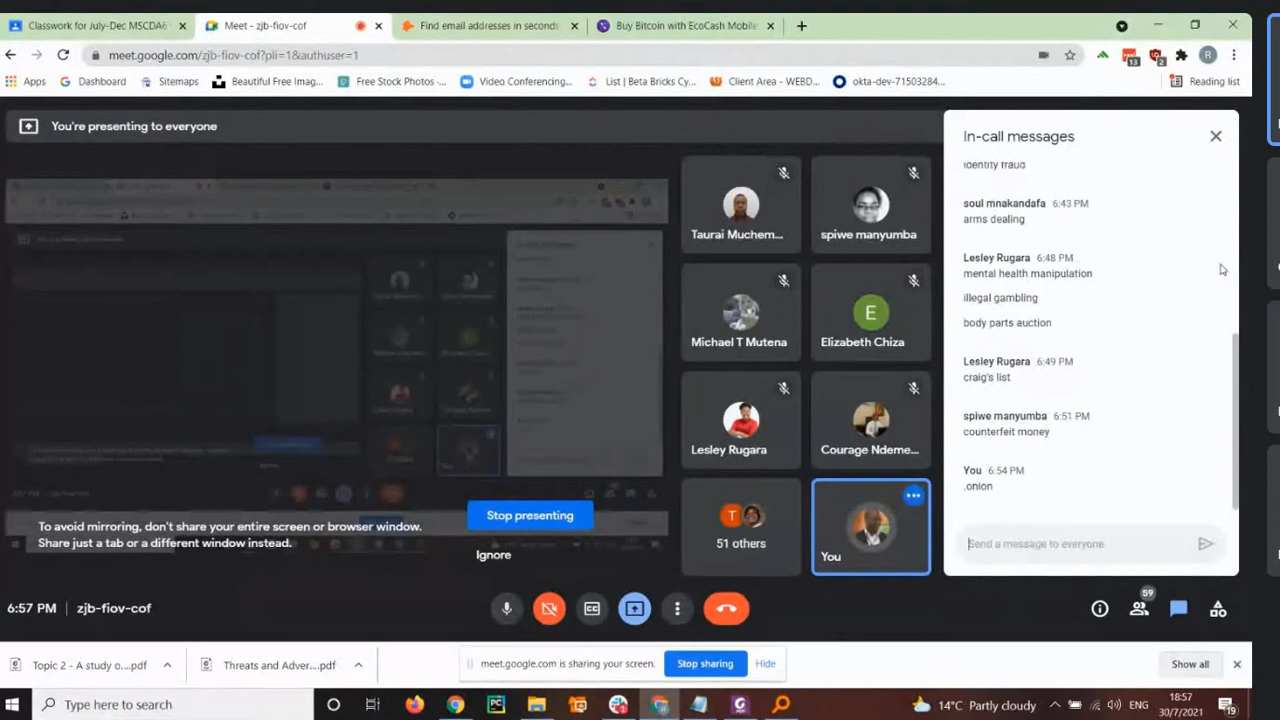 Classwork for July-Dec MSCDA6
Meet - zjb-fiov-cof
Find email addresses in seconds
Buy Bitcoin with EcoCash Mobile
meet.google.com/zjb-fiov-cof?pli=1&authuser=1
13
2
R
Apps
Dashboard
Sitemaps
Beautiful Free Imag...
Free Stock Photos -...
Video Conferencing...
List | Beta Bricks Cy...
Client Area - WEBD...
okta-dev-71503284...
Reading list
You're presenting to everyone
In-call messages
identity fraud
soul mnakandafa 6:43 PM
arms dealing
Lesley Rugara 6:48 PM
mental health manipulation
illegal gambling
body parts auction
Lesley Rugara 6:49 PM
craig's list
spiwe manyumba 6:51 PM
counterfeit money
You 6:54 PM
.onion
Send a message to everyone
Taurai Muchem...
spiwe manyumba
Michael T Mutena
E
Elizabeth Chiza
Lesley Rugara
Courage Ndeme...
T
51 others
You
To avoid mirroring, don't share your entire screen or browser window.
Share just a tab or a different window instead.
Stop presenting
Ignore
6:57 PM | zjb-fiov-cof
59
Topic 2 - A study o....pdf
Threats and Adver....pdf
meet.google.com is sharing your screen.
Stop sharing
Hide
Show all
Type here to search
PC
14°C Partly cloudy
ENG
18:57
30/7/2021
19